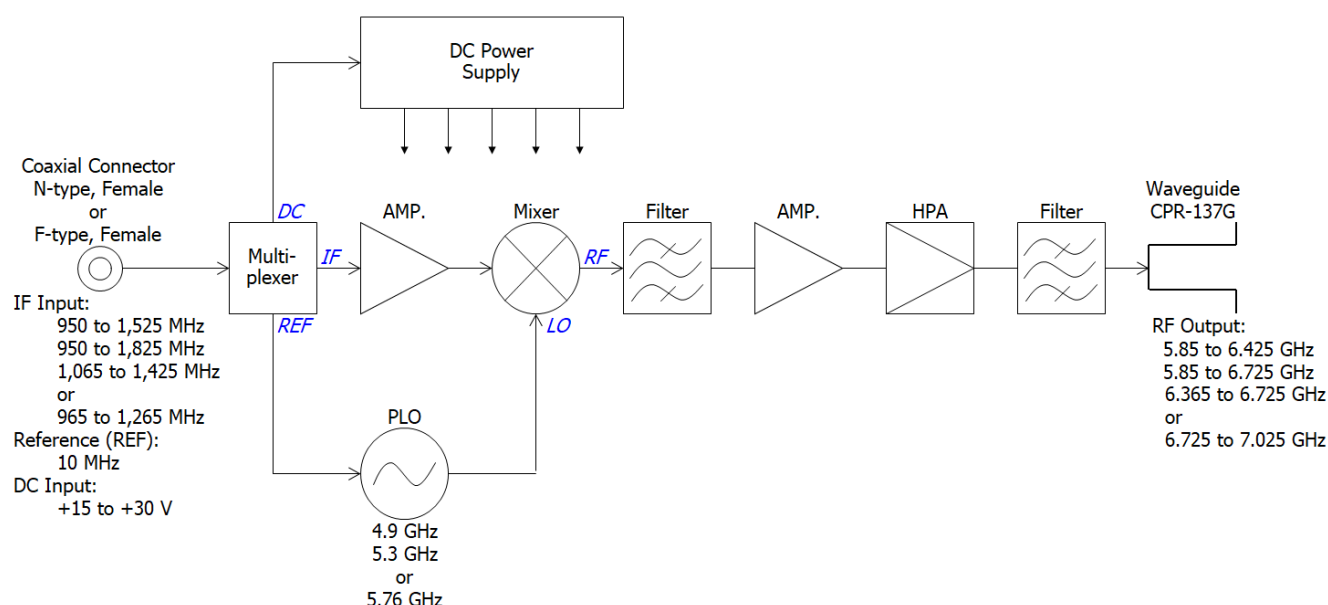 DC Power
Supply
Coaxial Connector
N-type, Female
or
F-type, Female
IF Input:
950 to 1,525 MHz
950 to 1,825 MHz
1,065 to 1,425 MHz
or
965 to 1,265 MHz
Reference (REF):
10 MHz
DC Input:
+15 to +30 V
DC
Multi-
plexer
IF
REF
AMP.
Mixer
RF
LO
PLO
4.9 GHz
5.3 GHz
or
5.76 GHz
Filter
AMP.
HPA
Filter
Waveguide
CPR-137G
RF Output:
5.85 to 6.425 GHz
5.85 to 6.725 GHz
6.365 to 6.725 GHz
or
6.725 to 7.025 GHz